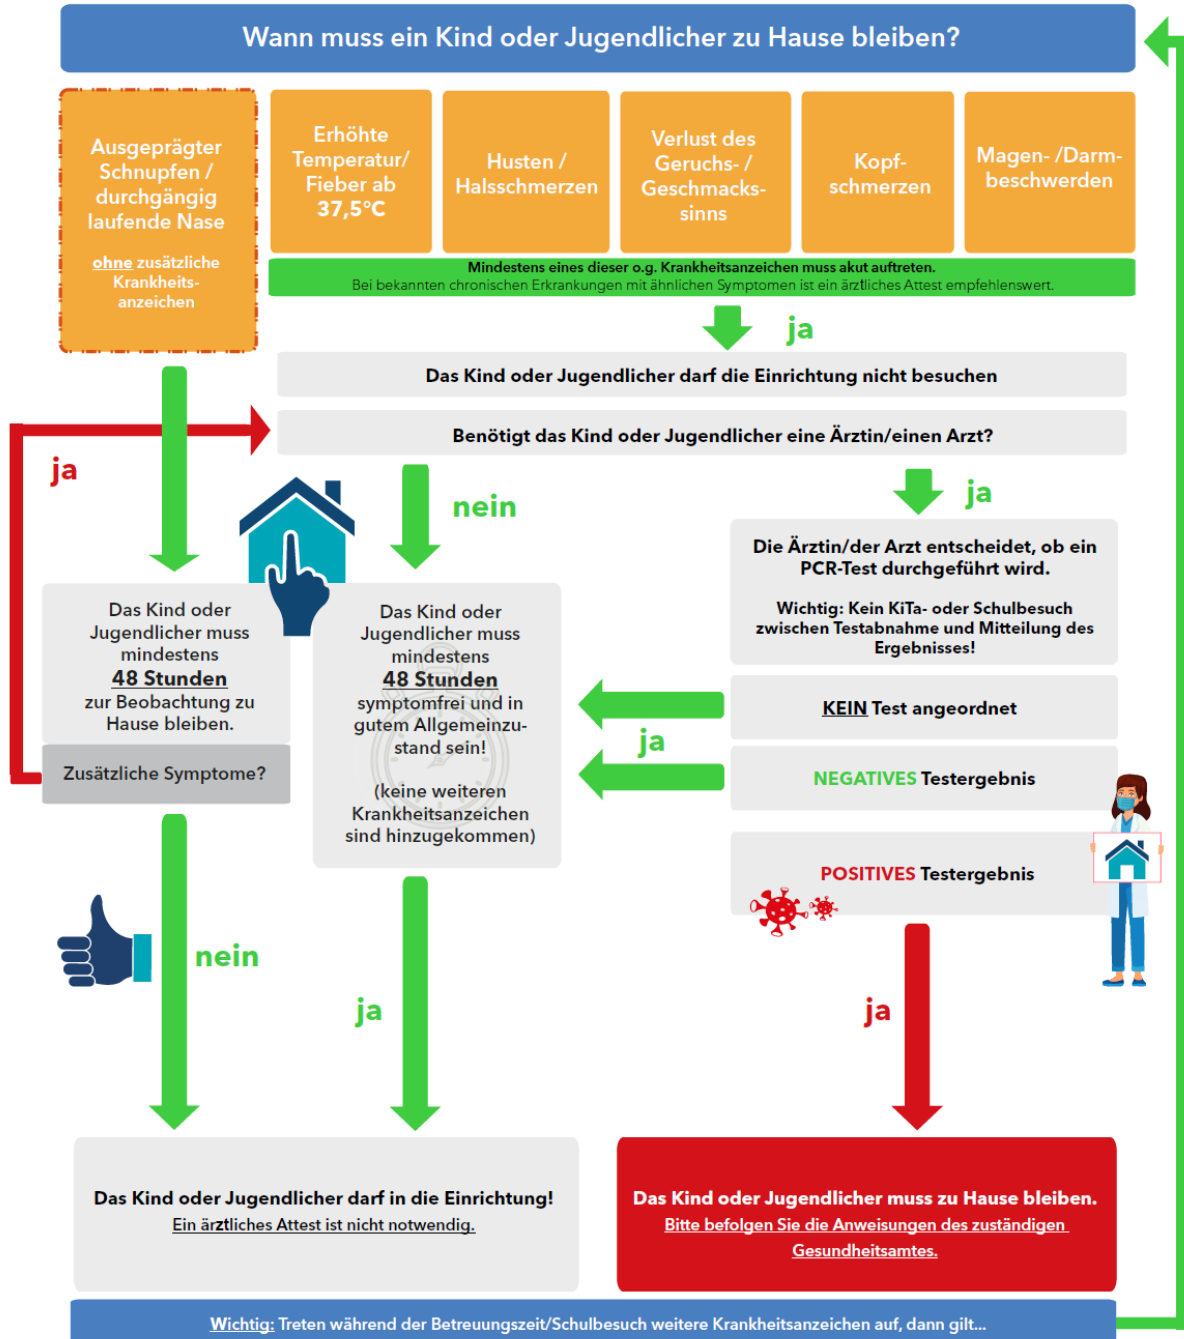 Wann muss ein Kind oder Jugendlicher zu Hause bleiben?
Ausgeprägter
Schnupfen /
durchgängig
laufende Nase
ohne zusätzliche
Krankheits-
anzeichen
Erhöhte
Temperatur/
Fieber ab
37,5°C
Husten /
Halsschmerzen
Verlust des
Geruchs- /
Geschmacks-
sinns
Kopf-
schmerzen
Magen- /Darm-
beschwerden
Mindestens eines dieser o.g. Krankheitsanzeichen muss akut auftreten.
Bei bekannten chronischen Erkrankungen mit ähnlichen Symptomen ist ein ärztliches Attest empfehlenswert.
ja
Das Kind oder Jugendlicher darf die Einrichtung nicht besuchen
Benötigt das Kind oder Jugendlicher eine Ärztin/einen Arzt?
ja
nein
ja
Die Ärztin/der Arzt entscheidet, ob ein
PCR-Test durchgeführt wird.
Wichtig: Kein KiTa- oder Schulbesuch
zwischen Testabnahme und Mitteilung des
Ergebnisses!
Das Kind oder
Jugendlicher muss
mindestens
48 Stunden
zur Beobachtung zu
Hause bleiben.
Zusätzliche Symptome?
Das Kind oder
Jugendlicher muss
mindestens
48 Stunden
symptomfrei und in
gutem Allgemeinzu-
stand sein!
(keine weiteren
Krankheitsanzeichen
sind hinzugekommen)
KEIN Test angeordnet
ja
NEGATIVES Testergebnis
POSITIVES Testergebnis
nein
ja
ja
Das Kind oder Jugendlicher darf in die Einrichtung!
Ein ärztliches Attest ist nicht notwendig.
Das Kind oder Jugendlicher muss zu Hause bleiben.
Bitte befolgen Sie die Anweisungen des zuständigen
Gesundheitsamtes.
Wichtig: Treten während der Betreuungszeit/Schulbesuch weitere Krankheitsanzeichen auf, dann gilt...